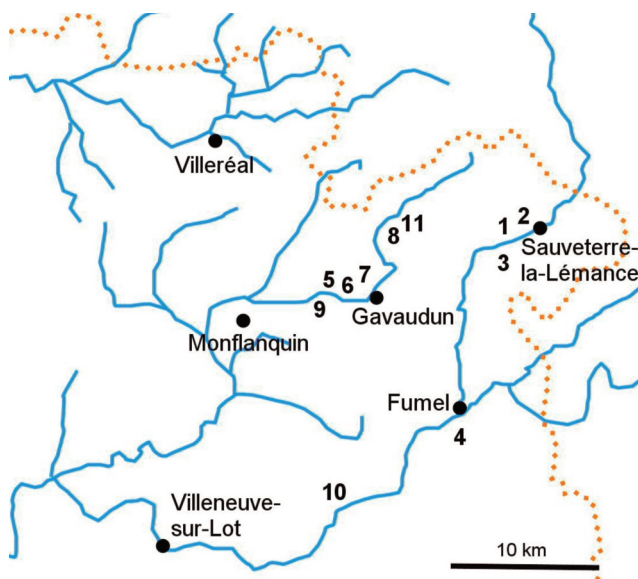 Villeréal
1
2
Sauveterre-
la-Lémance
8
11
3
5
6
7
9
Gavaudun
Monflanquin
Fumel
4
10
Villeneuve-
sur-Lot
10 km